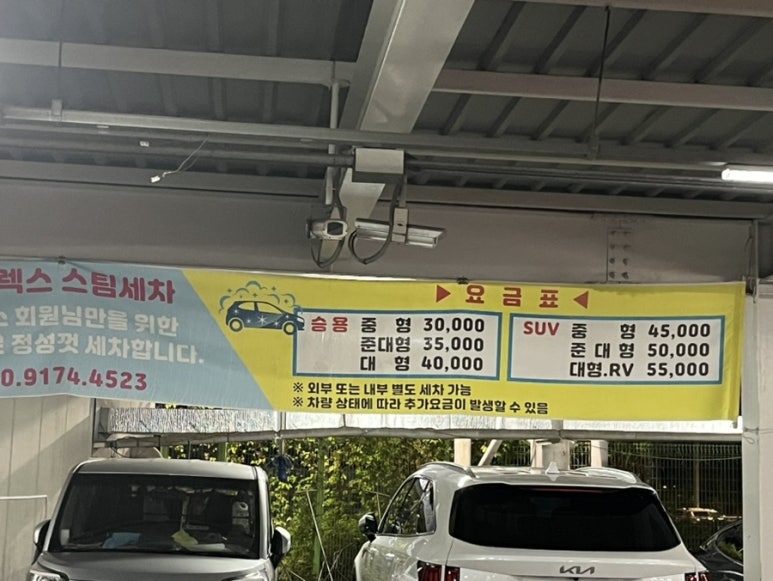 렉스 스팀세차
회원님만을 위한
정성껏 세차합니다.
0.9174.4523
▶ 요금표 ◀
승용 중 형 30,000
준대형 35,000
대 형 40,000
SUV 중 형 45,000
준 대 형 50,000
대형.RV 55,000
※ 외부 또는 내부 별도 세차 가능
※ 차량 상태에 따라 추가요금이 발생할 수 있음
KIA